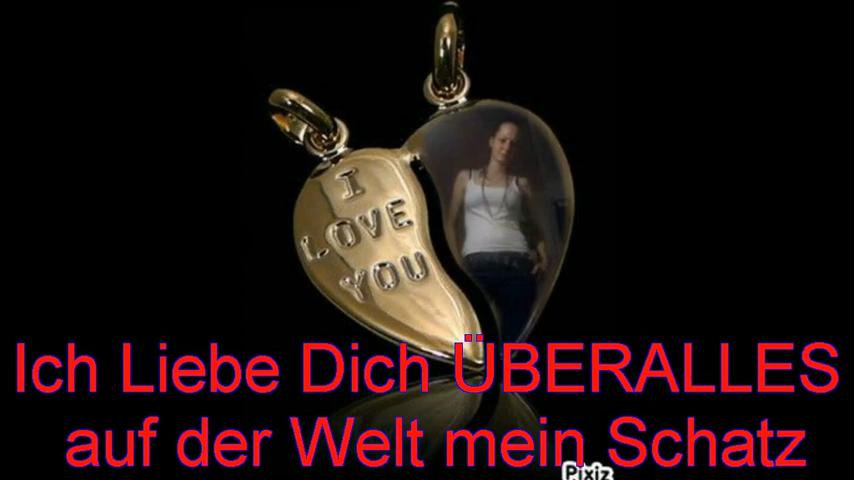 I
LOVE
YOU
Ich Liebe Dich ÜBERALLES
auf der Welt mein Schatz
Pixiz